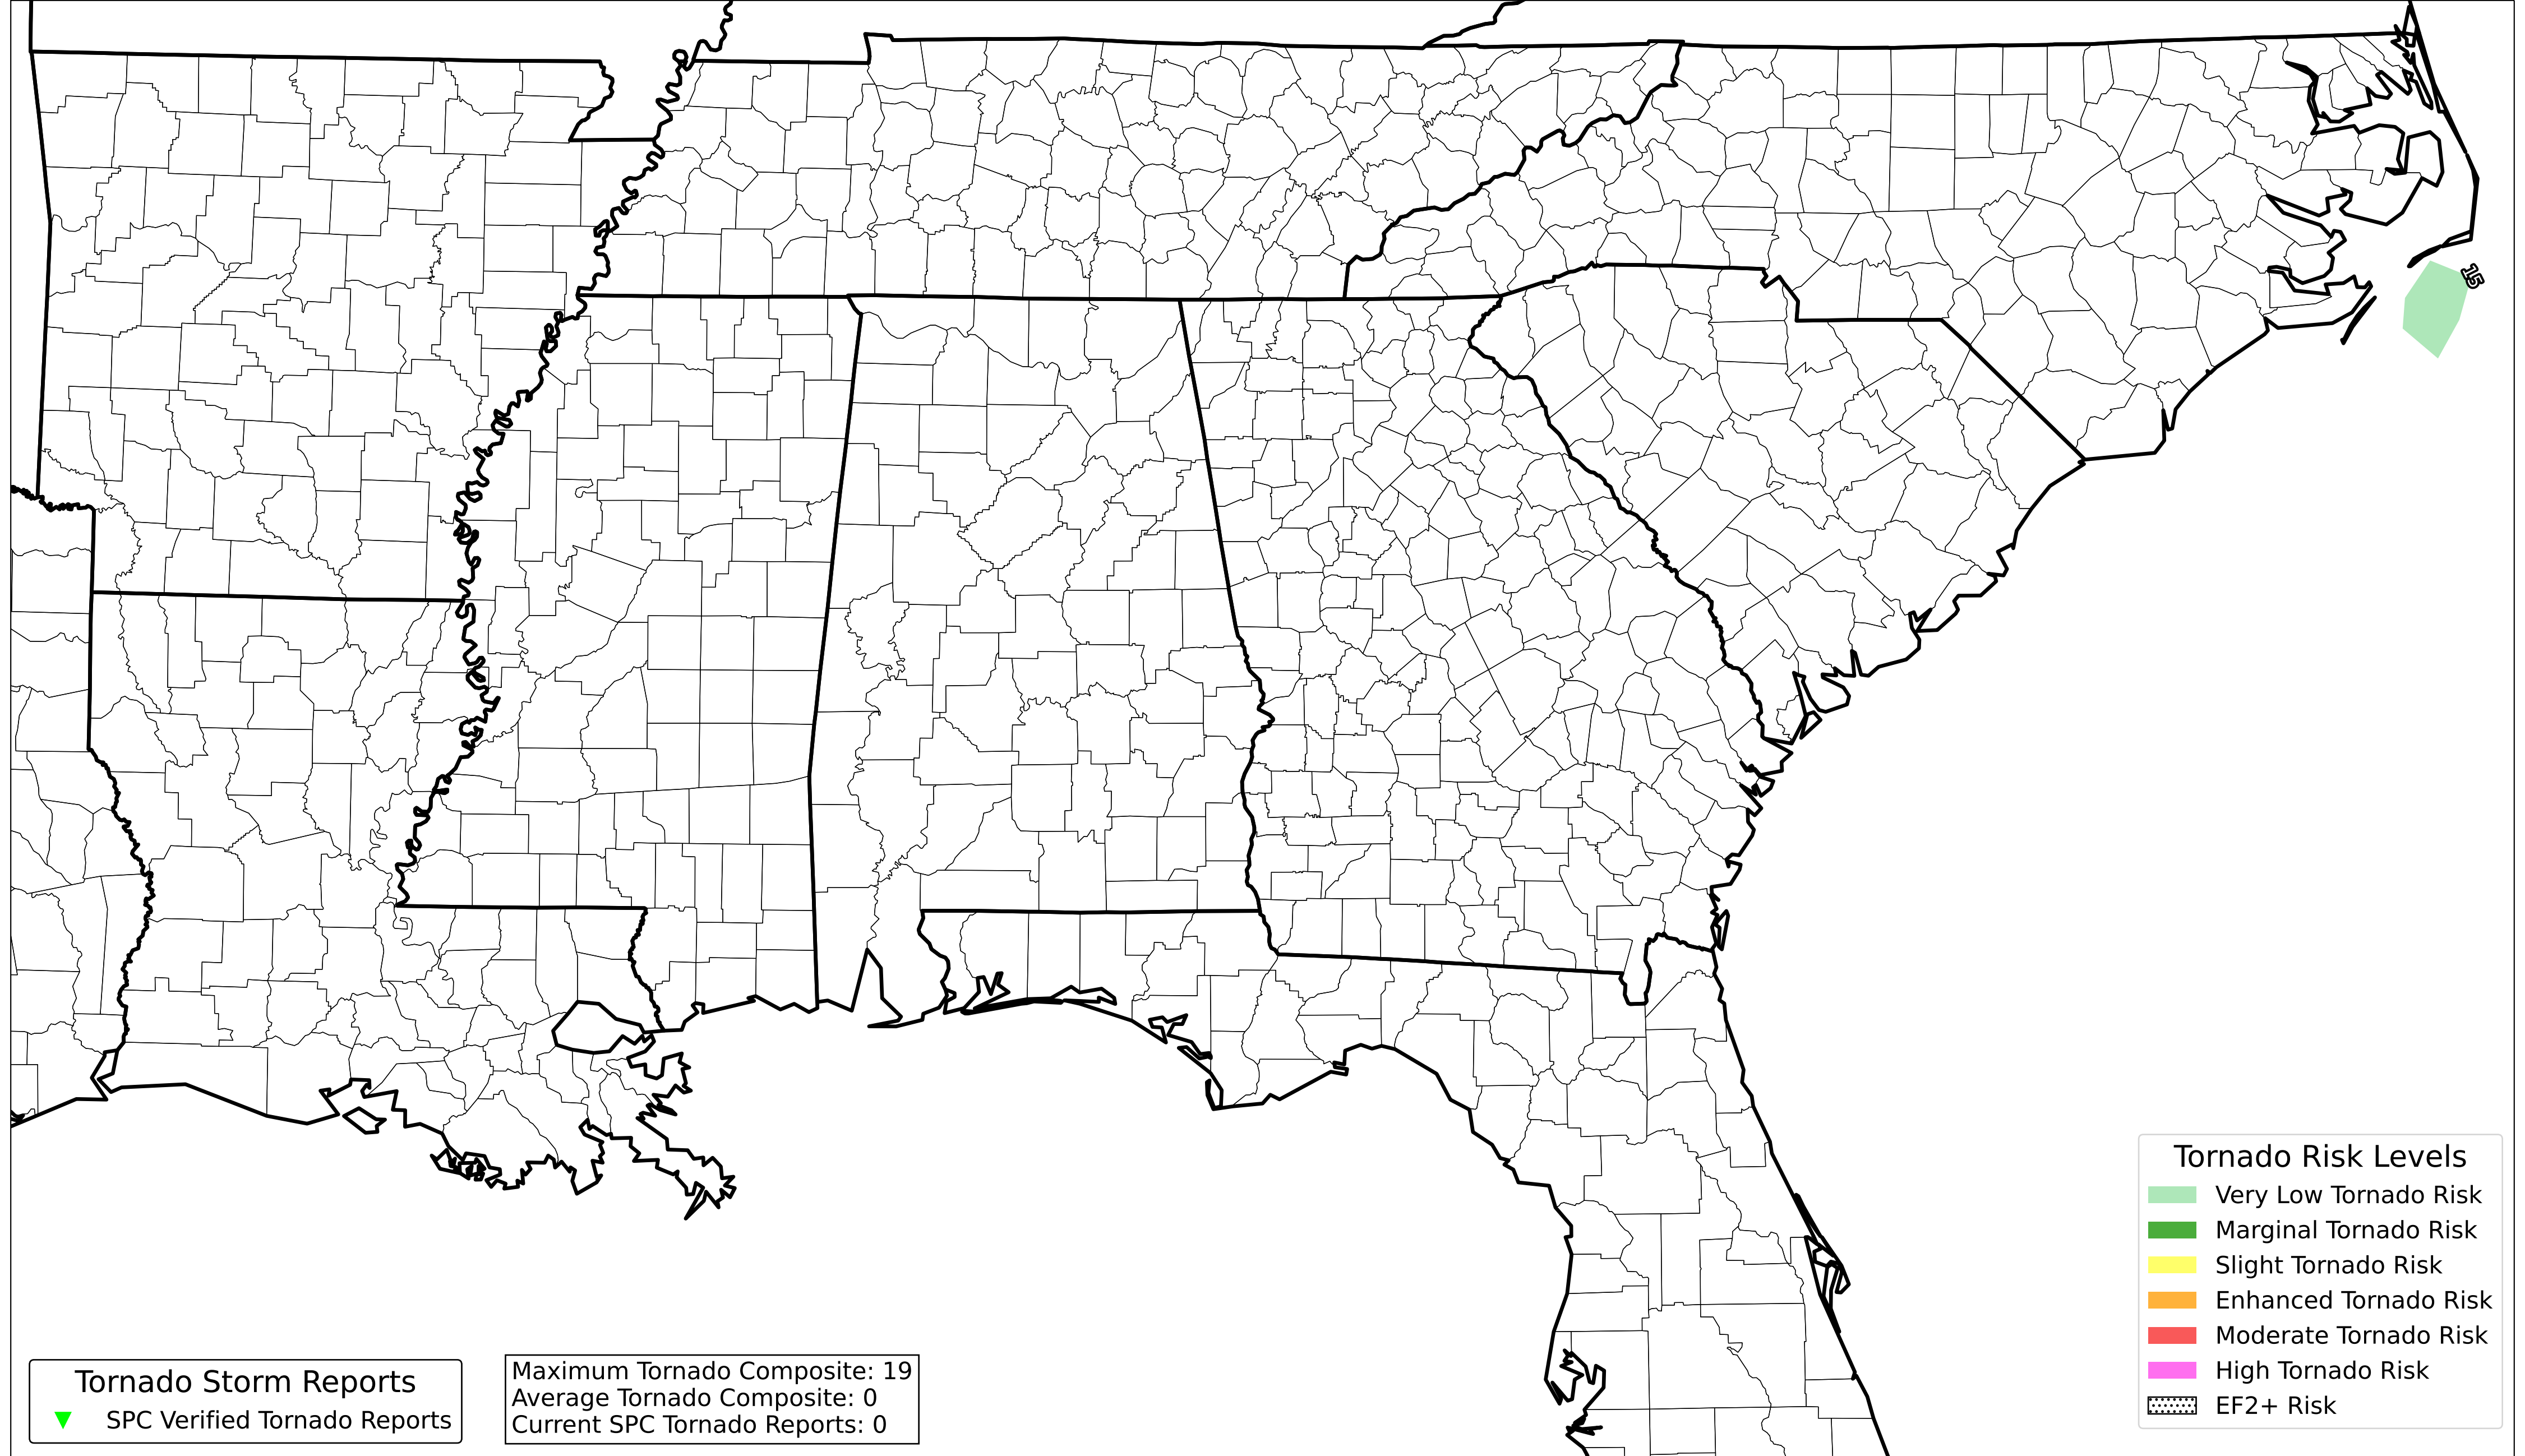 15
Tornado Risk Levels
Very Low Tornado Risk
Marginal Tornado Risk
Slight Tornado Risk
Enhanced Tornado Risk
Moderate Tornado Risk
High Tornado Risk
EF2+ Risk
Tornado Storm Reports
SPC Verified Tornado Reports
Maximum Tornado Composite: 19
Average Tornado Composite: 0
Current SPC Tornado Reports: 0